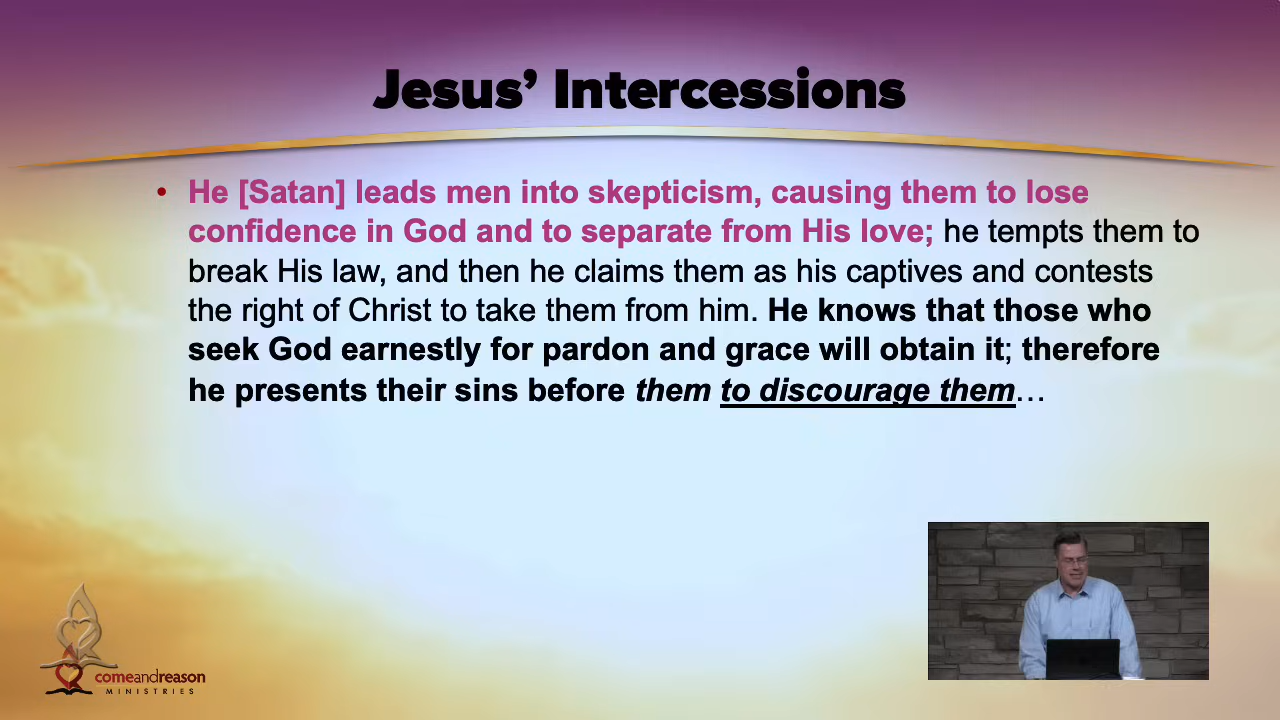 Jesus’ Intercessions
• He [Satan] leads men into skepticism, causing them to lose
confidence in God and to separate from His love; he tempts them to
break His law, and then he claims them as his captives and contests
the right of Christ to take them from him. He knows that those who
seek God earnestly for pardon and grace will obtain it; therefore
he presents their sins before them to discourage them…
comeandreason
MINISTRIES